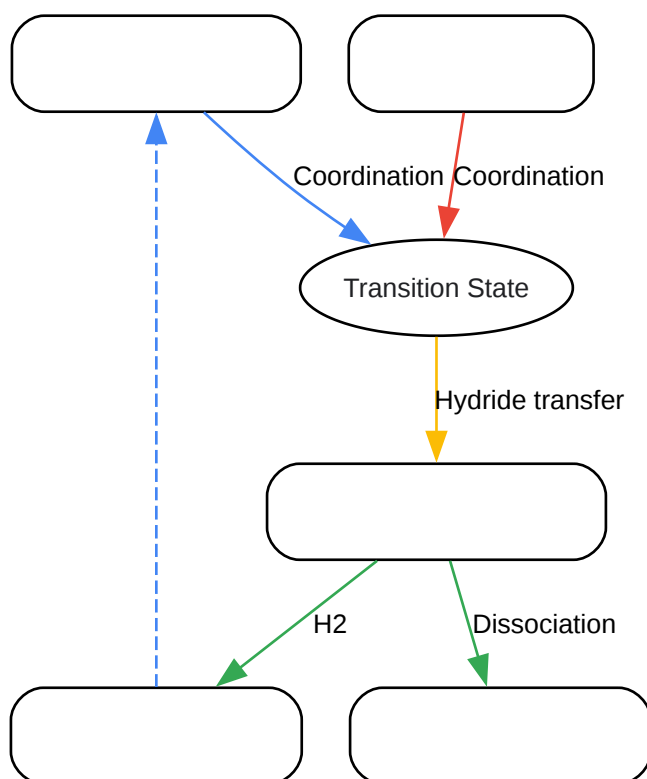 Coordination
Coordination
Transition State
Hydride transfer
H2
Dissociation